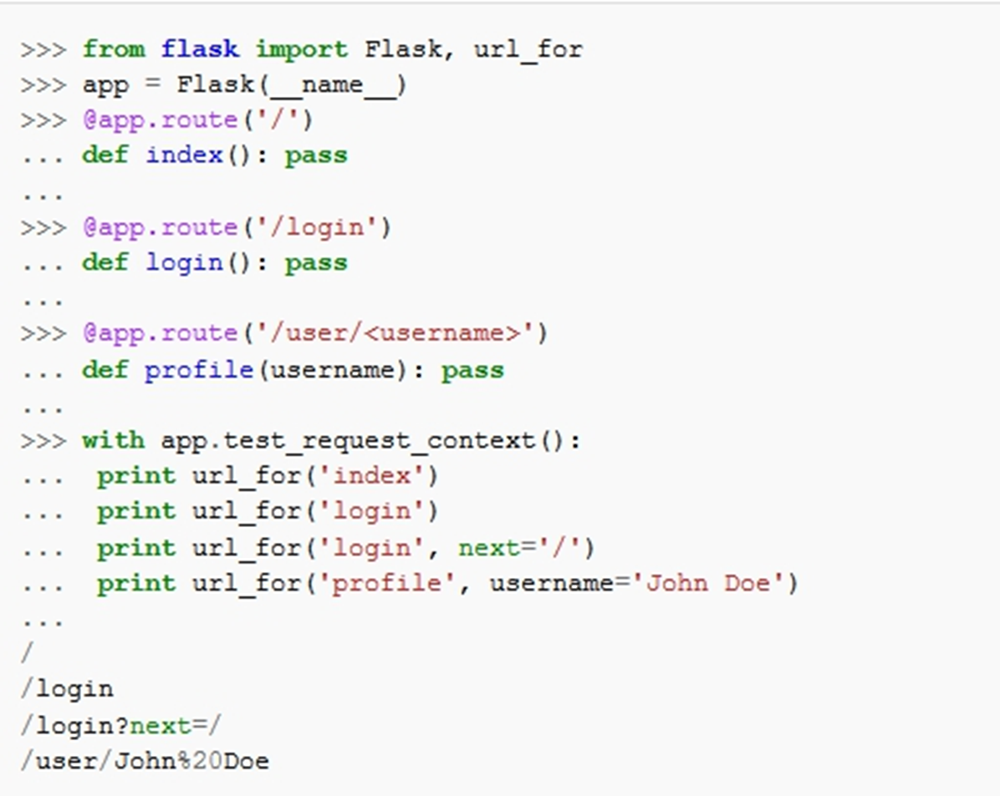 >>> from flask import Flask, url_for
>>> app = Flask(__name__)
>>> @app.route('/')
... def index(): pass
...
>>> @app.route('/login')
... def login(): pass
...
>>> @app.route('/user/<username>')
... def profile(username): pass
...
>>> with app.test_request_context():
...  print url_for('index')
...  print url_for('login')
...  print url_for('login', next='/')
...  print url_for('profile', username='John Doe')
...
/
/login
/login?next=/
/user/John%20Doe